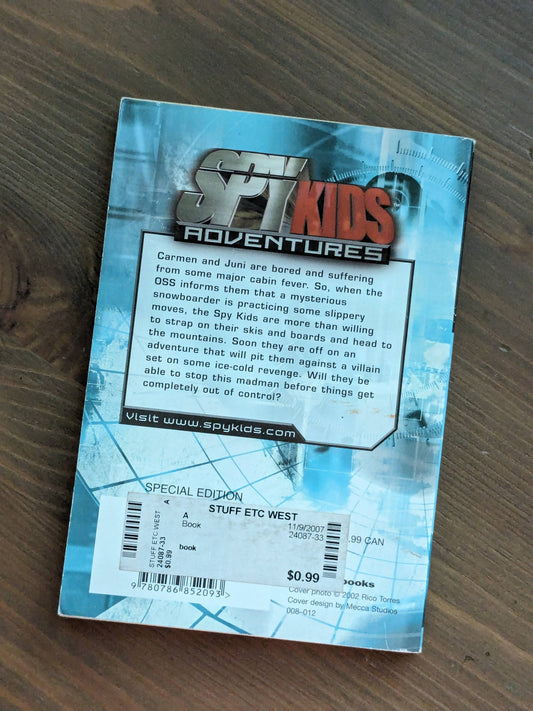 SPY KIDS
ADVENTURES
Carmen and Juni are bored and suffering
from some major cabin fever. So, when the
OSS informs them that a mysterious
snowboarder is practicing some slippery
moves, the Spy Kids are more than willing
to strap on their skis and boards and head to
the mountains. Soon they are off on an
adventure that will pit them against a villain
set on some ice-cold revenge. Will they be
able to stop this madman before things get
completely out of control?
Visit www.spykids.com
SPECIAL EDITION
STUFF ETC WEST
A
11/9/2007
Book
24087-33
book
$0.99
A
STUFF ETC WEST
24087-33
$0.99
.99 CAN
books
Cover photo © 2002 Rico Torres
Cover design by Mecca Studios
008–012
9 780786 852093>